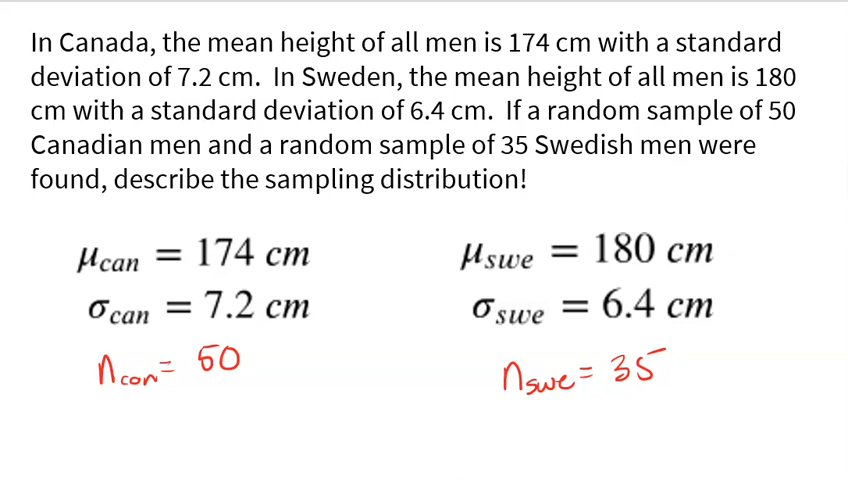 In Canada, the mean height of all men is 174 cm with a standard
deviation of 7.2 cm.  In Sweden, the mean height of all men is 180
cm with a standard deviation of 6.4 cm.  If a random sample of 50
Canadian men and a random sample of 35 Swedish men were
found, describe the sampling distribution!
μcan = 174 cm
μswe = 180 cm
σcan = 7.2 cm
σswe = 6.4 cm
ncan = 50
nswe = 35